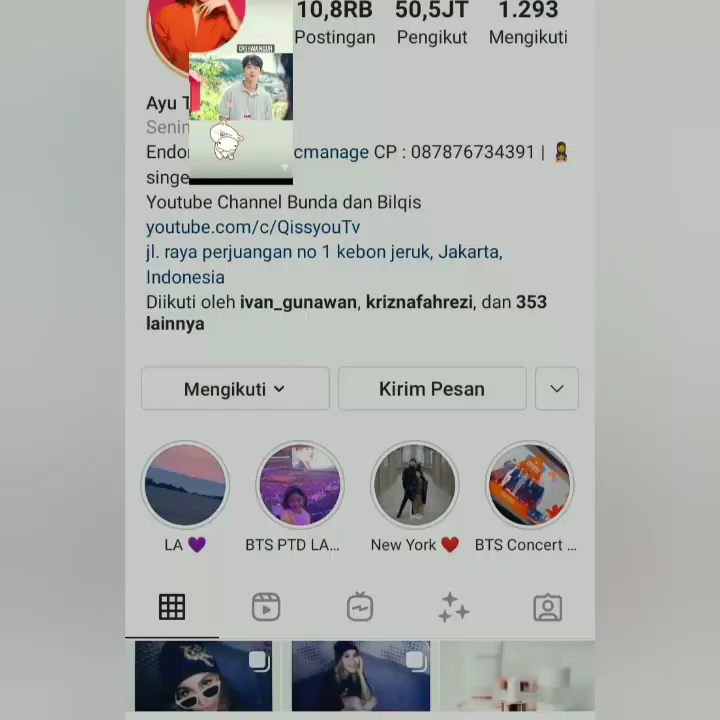 10,8RB 50,5JT 1.293
Postingan Pengikut Mengikuti
Ayu
cmanage CP : 087876734391 |
singe
Youtube Channel Bunda dan Bilqis
youtube.com/c/QissyouTv
jl. raya perjuangan no 1 kebon jeruk, Jakarta,
Indonesia
Diikuti oleh ivan_gunawan, kriznafahrezi, dan 353
lainnya
Mengikuti Kirim Pesan
LA 💜 BTS PTD LA... New York ❤️ BTS Concert ...